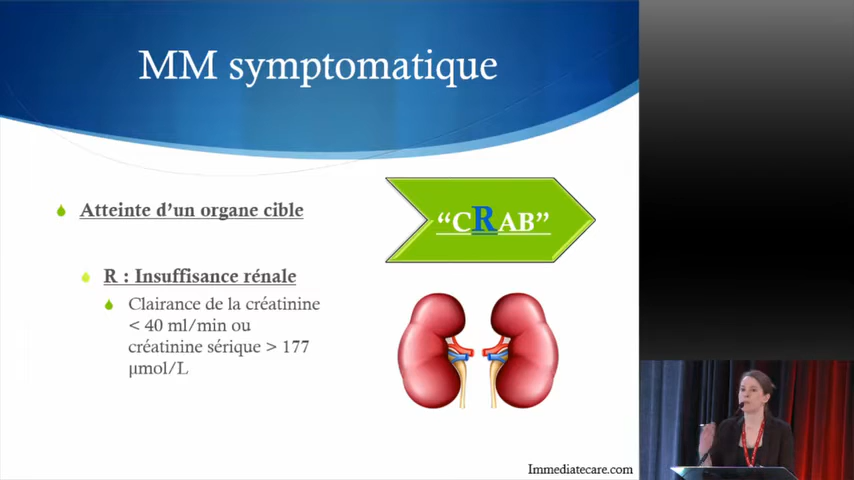 MM symptomatique
Atteinte d'un organe cible
“CRAB”
R : Insuffisance rénale
Clairance de la créatinine
< 40 ml/min ou
créatinine sérique > 177
μmol/L
Immediatecare.com